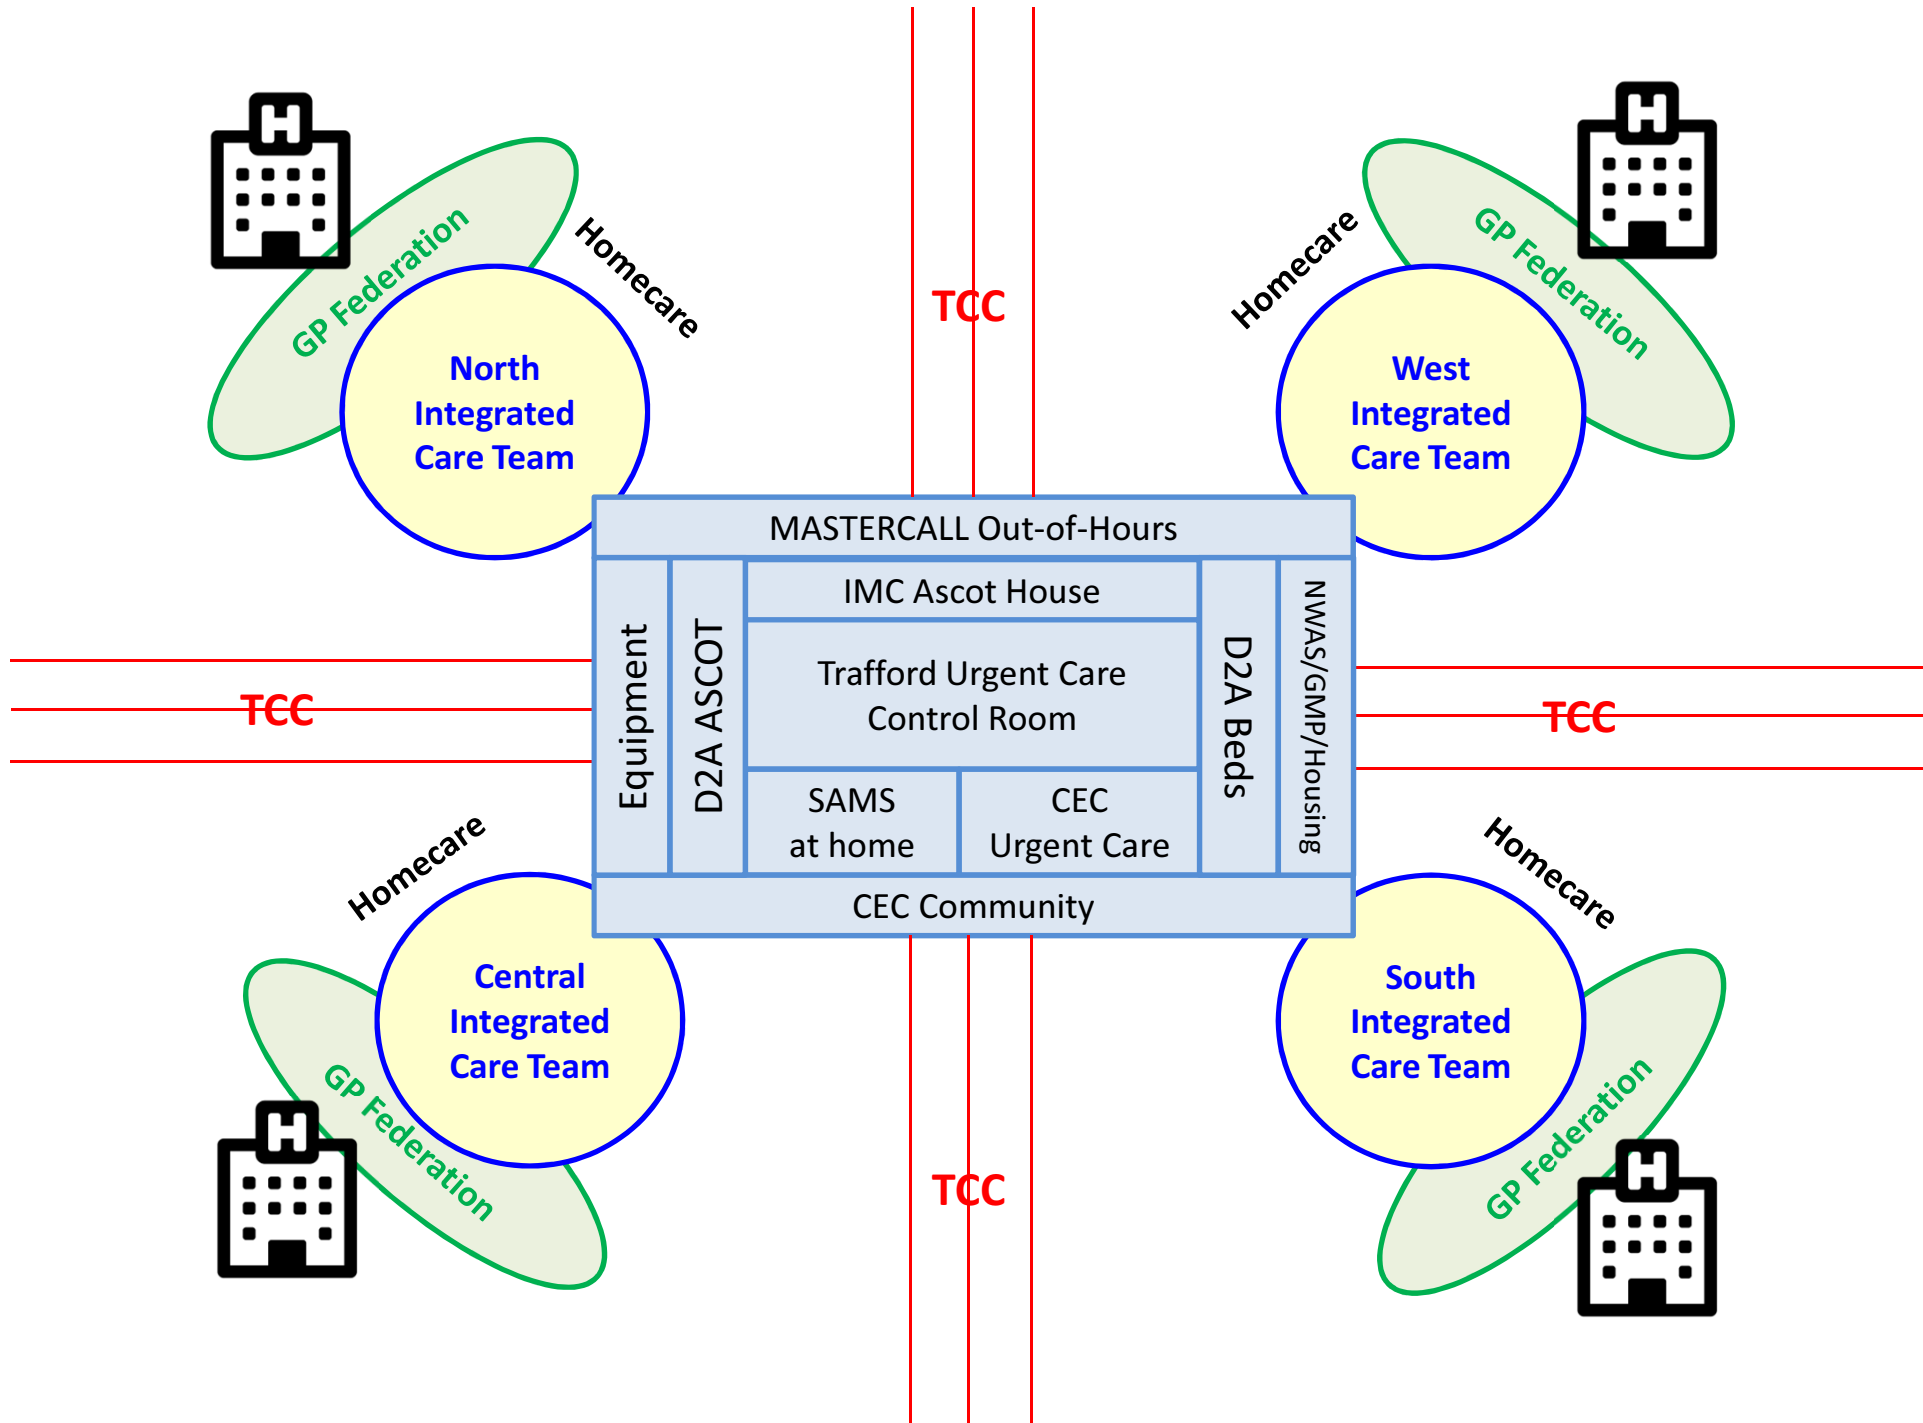 H
H
GP Federation
Homecare
Homecare
GP Federation
TCC
North
Integrated
Care Team
West
Integrated
Care Team
MASTERCALL Out-of-Hours
Equipment
D2A ASCOT
IMC Ascot House
Trafford Urgent Care
Control Room
SAMS
at home
CEC
Urgent Care
D2A Beds
NWAS/GMP/Housing
CEC Community
TCC
TCC
Homecare
Homecare
Central
Integrated
Care Team
South
Integrated
Care Team
GP Federation
GP Federation
H
H
TCC